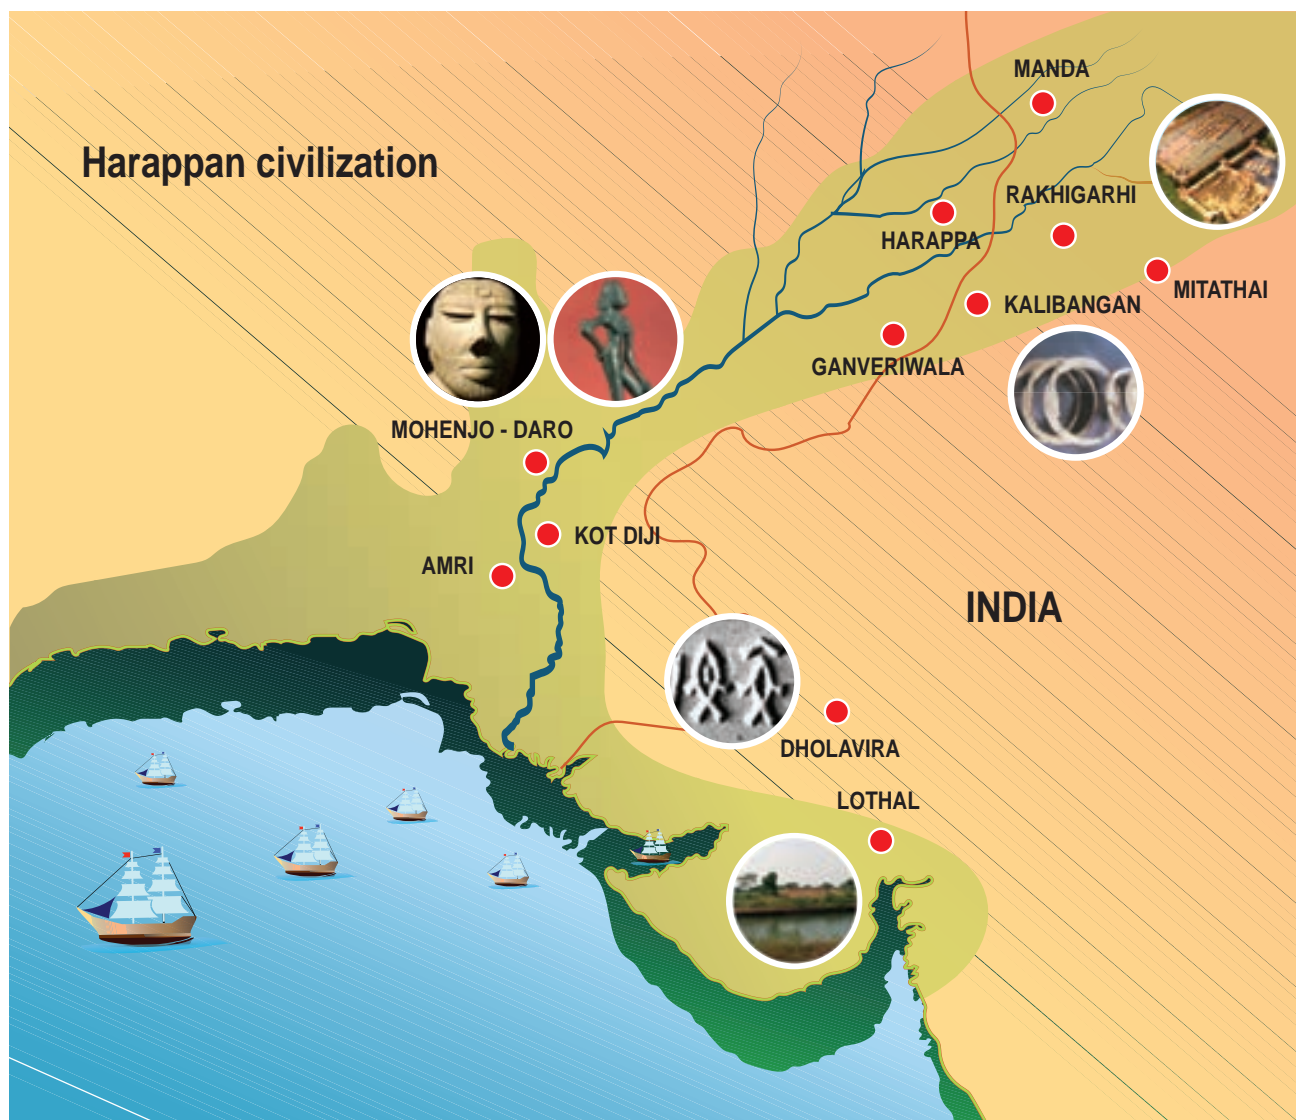 MANDA
Harappan civilization
RAKHIGARHI
HARAPPA
MITATHAI
KALIBANGAN
GANVERIWALA
MOHENJO - DARO
KOT DIJI
AMRI
INDIA
DHOLAVIRA
LOTHAL